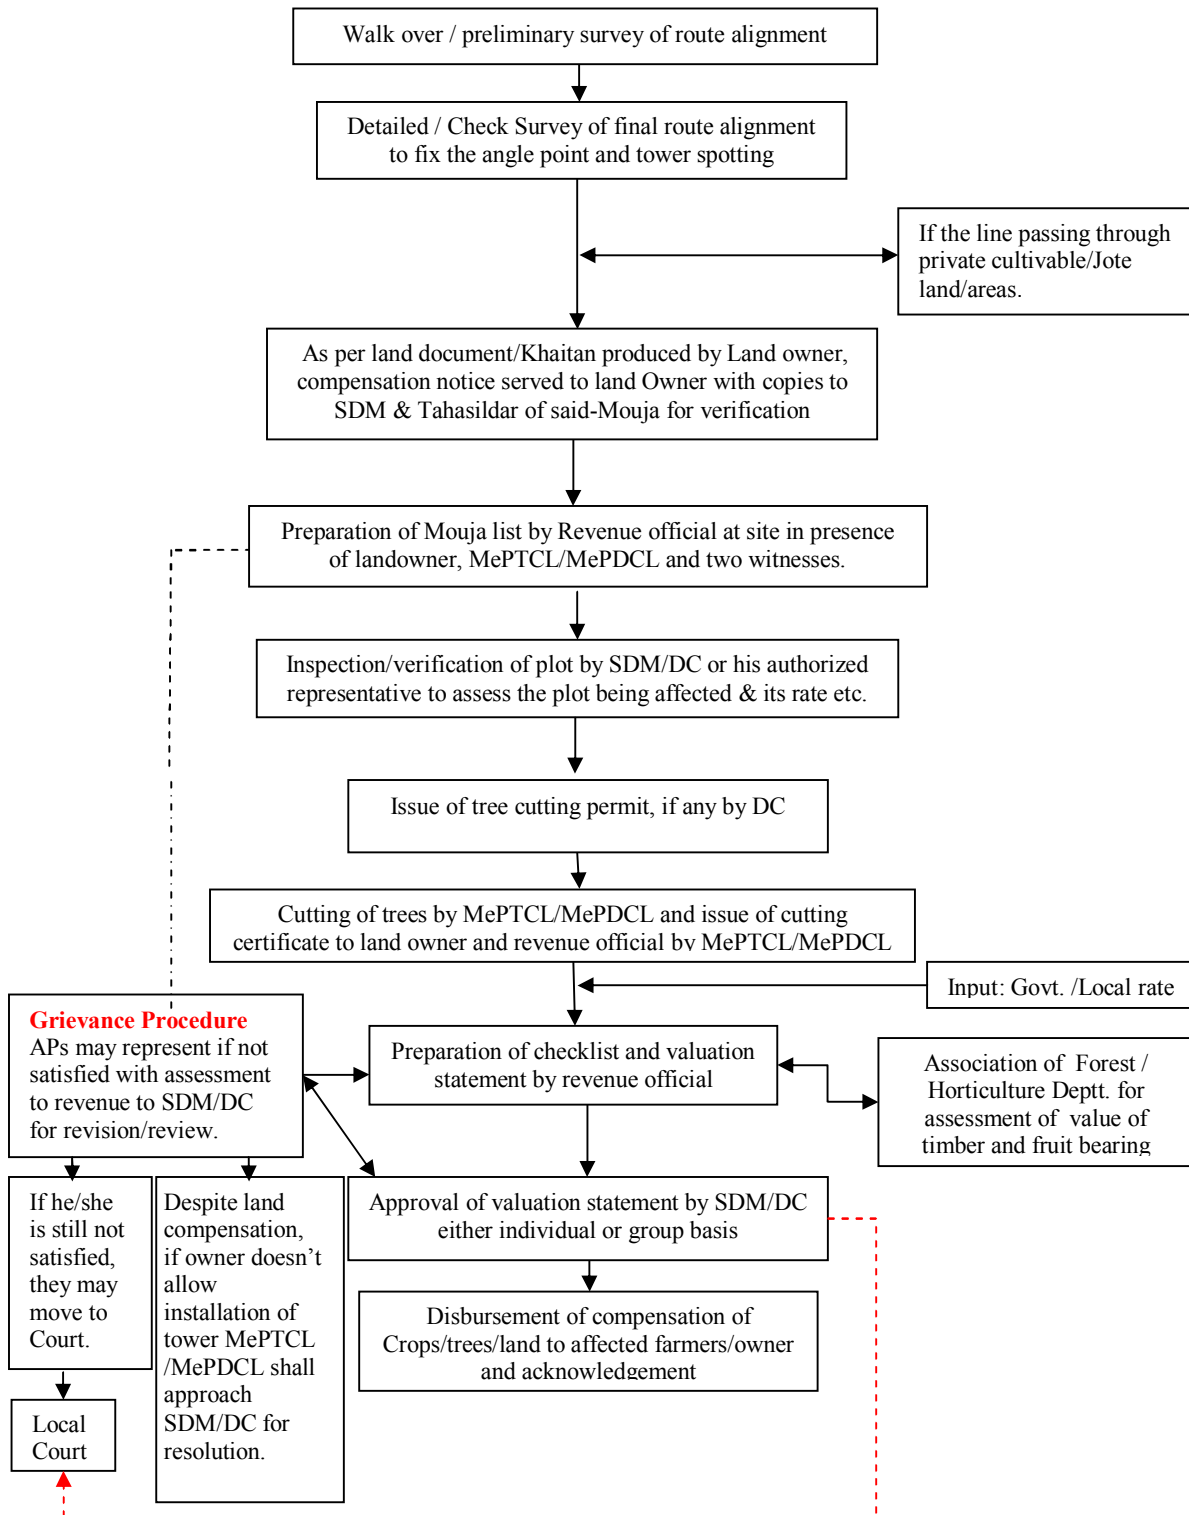 Walk over / preliminary survey of route alignment
Detailed / Check Survey of final route alignment
to fix the angle point and tower spotting
If the line passing through
private cultivable/Jote
land/areas.
As per land document/Khaitan produced by Land owner,
compensation notice served to land Owner with copies to
SDM & Tahasildar of said-Mouja for verification
Preparation of Mouja list by Revenue official at site in presence
of landowner, MePTCL/MePDCL and two witnesses.
Inspection/verification of plot by SDM/DC or his authorized
representative to assess the plot being affected & its rate etc.
Issue of tree cutting permit, if any by DC
Cutting of trees by MePTCL/MePDCL and issue of cutting
certificate to land owner and revenue official by MePTCL/MePDCL
Input: Govt. /Local rate
Grievance Procedure
APs may represent if not
satisfied with assessment
to revenue to SDM/DC
for revision/review.
Preparation of checklist and valuation
statement by revenue official
Association of Forest /
Horticulture Deptt. for
assessment of value of
timber and fruit bearing
If he/she
is still not
satisfied,
they may
move to
Court.
Despite land
compensation,
if owner doesn’t
allow
installation of
tower MePTCL
/MePDCL shall
approach
SDM/DC for
resolution.
Approval of valuation statement by SDM/DC
either individual or group basis
Disbursement of compensation of
Crops/trees/land to affected farmers/owner
and acknowledgement
Local
Court